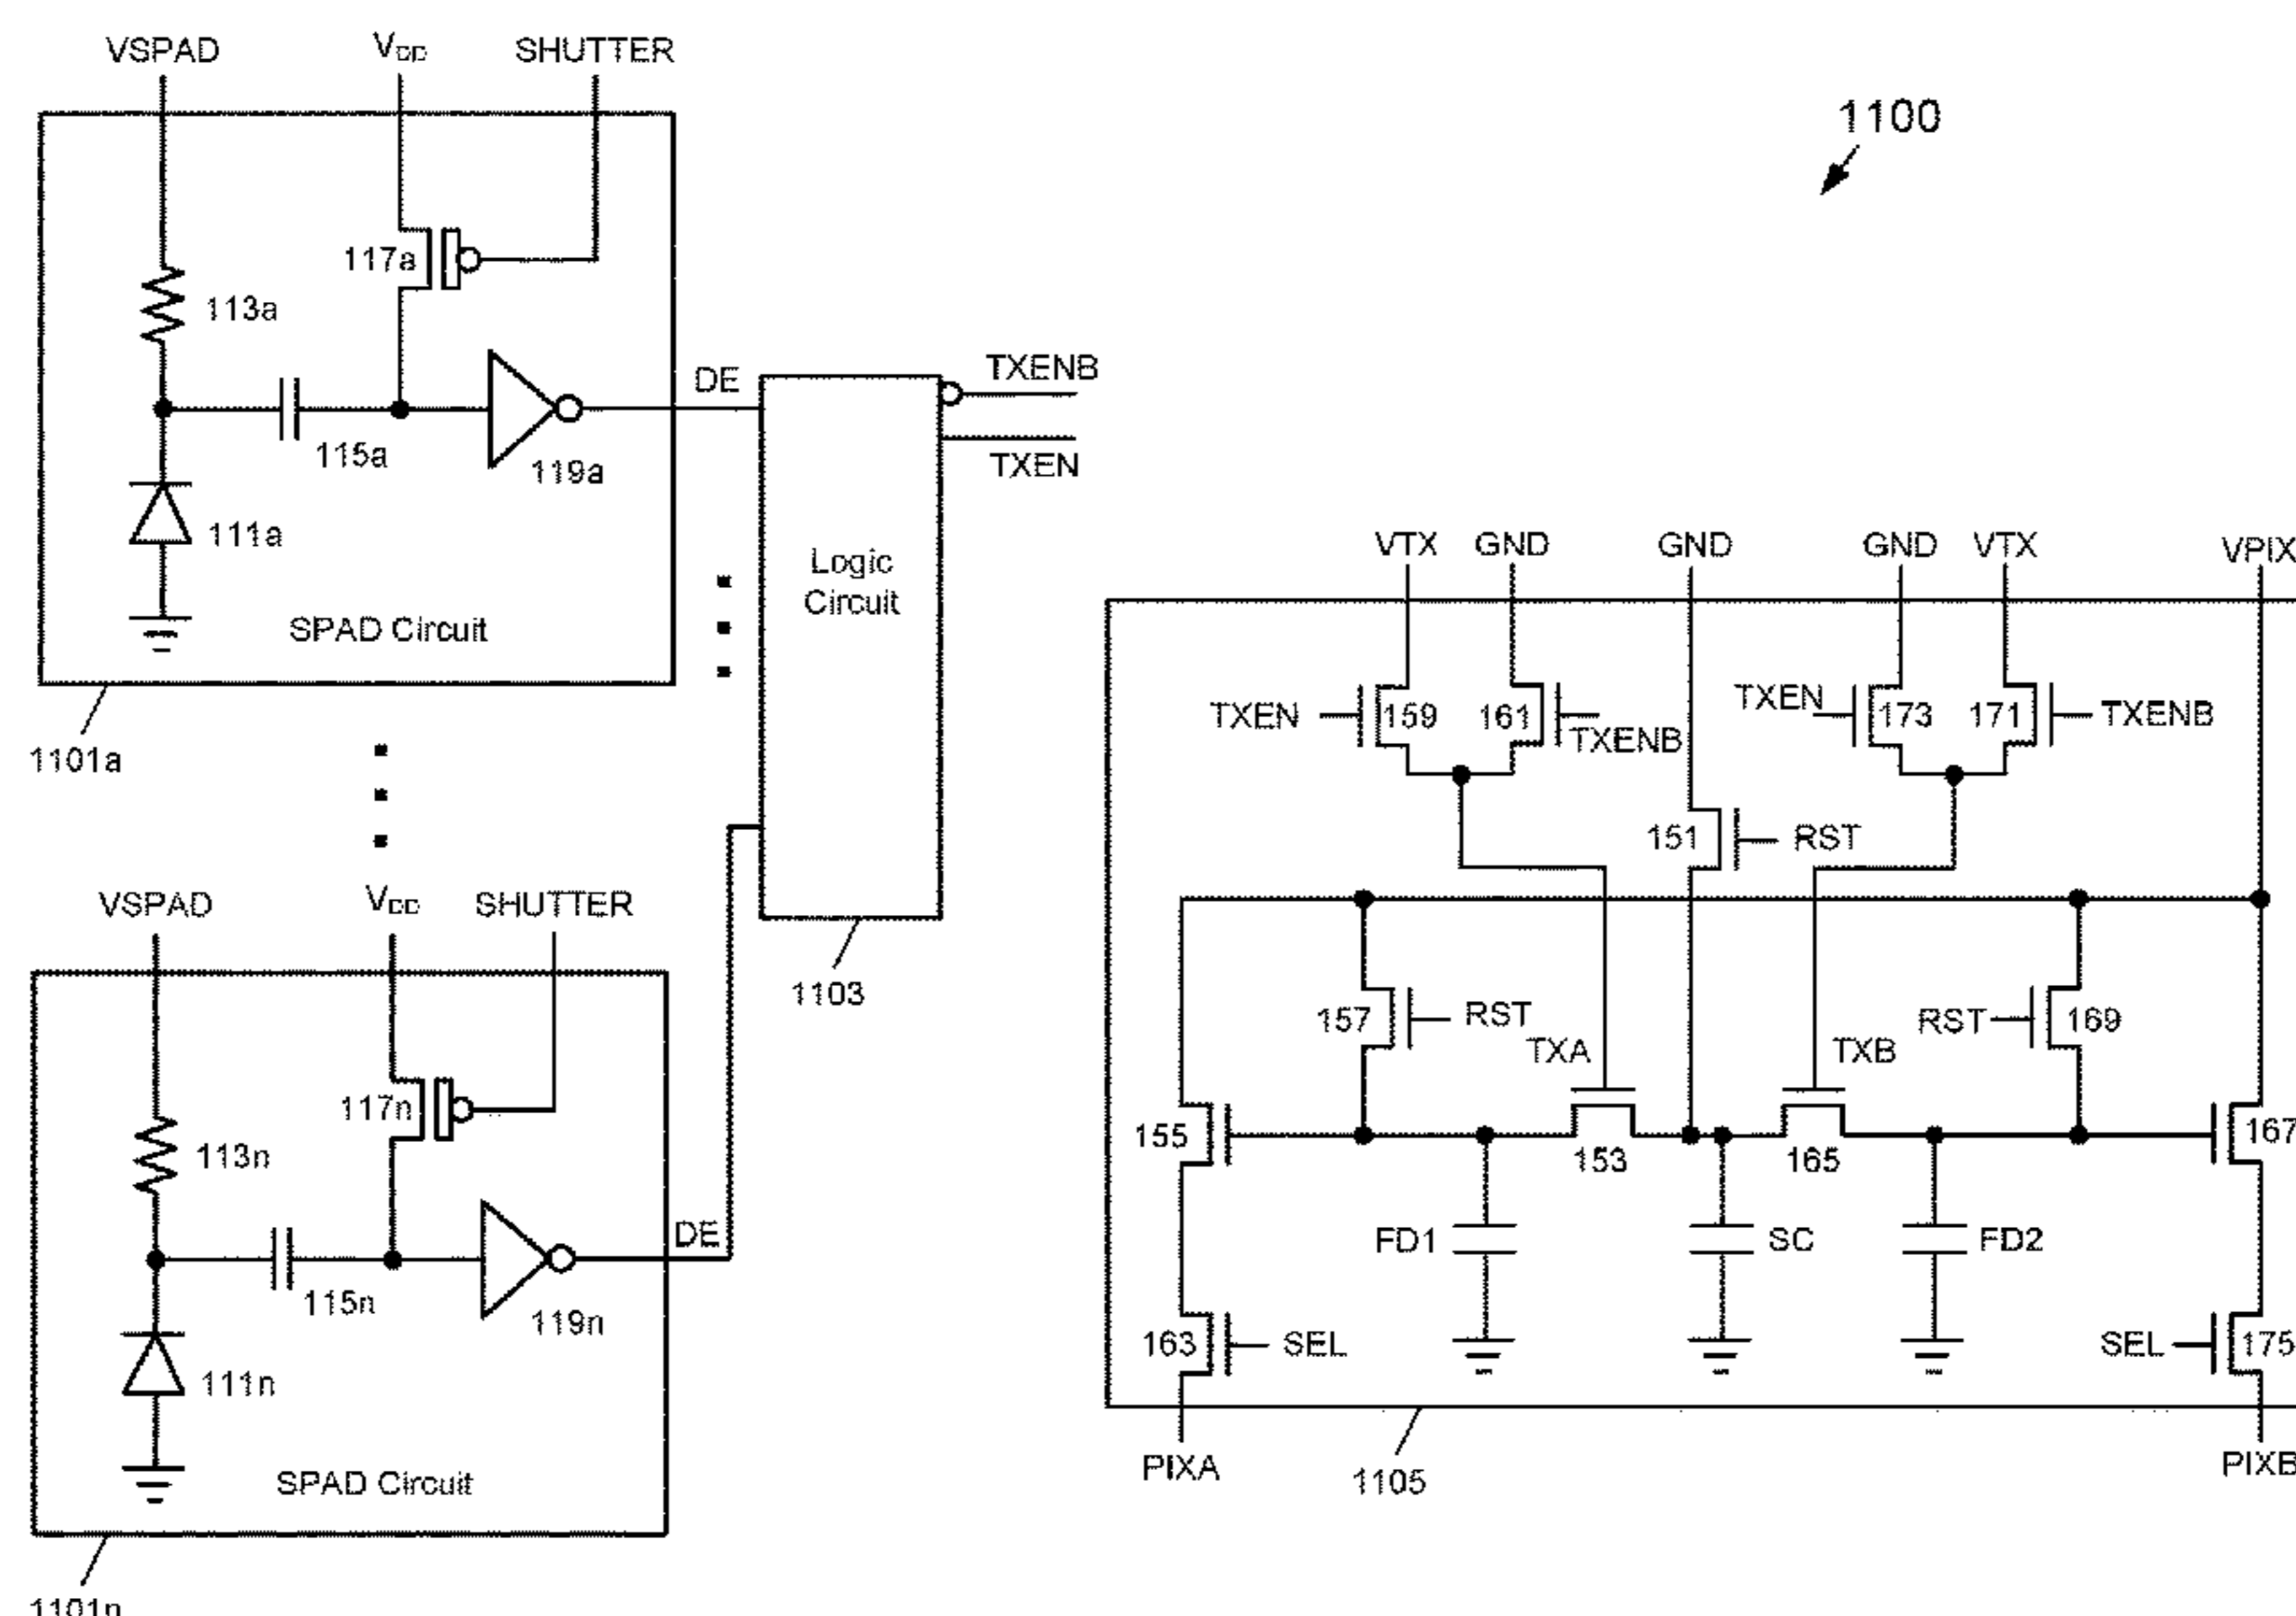 VSPAD VDD SHUTTER
1100
117a
113a
DE
TXENB
115a
119a
TXEN
111a
Logic
Circuit
SPAD Circuit
1101a
VTX GND GND GND VTX VPIX
TXEN 159 161 TXENB TXEN 173 171 TXENB
151 RST
VSPAD VDD SHUTTER
1103
157 RST
RST 169
117n
TXA TXB
113n
155 153 165 167
DE
FD1 SC FD2
115n
119n
163 SEL SEL 175
111n
SPAD Circuit
PIXA 1105 PIXB
1101n